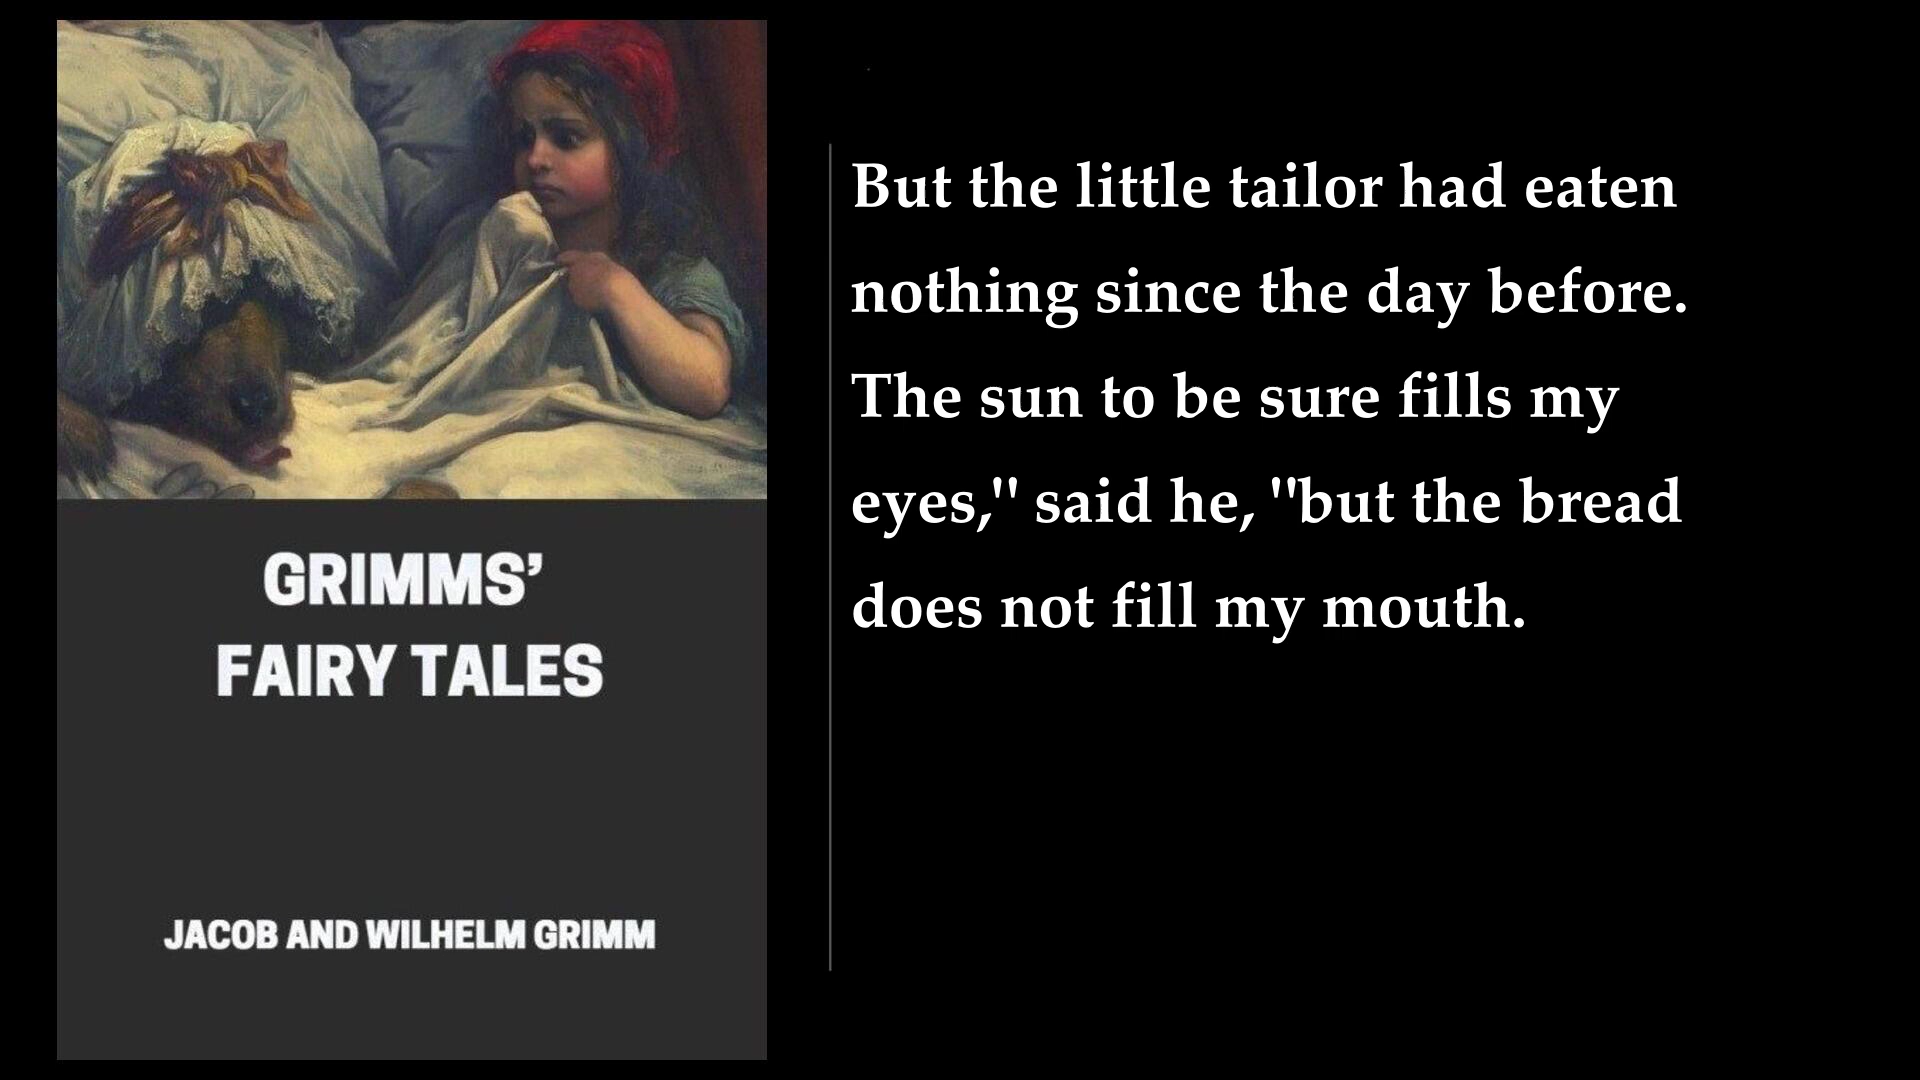 GRIMMS’
FAIRY TALES
JACOB AND WILHELM GRIMM
But the little tailor had eaten
nothing since the day before.
The sun to be sure fills my
eyes," said he, "but the bread
does not fill my mouth.